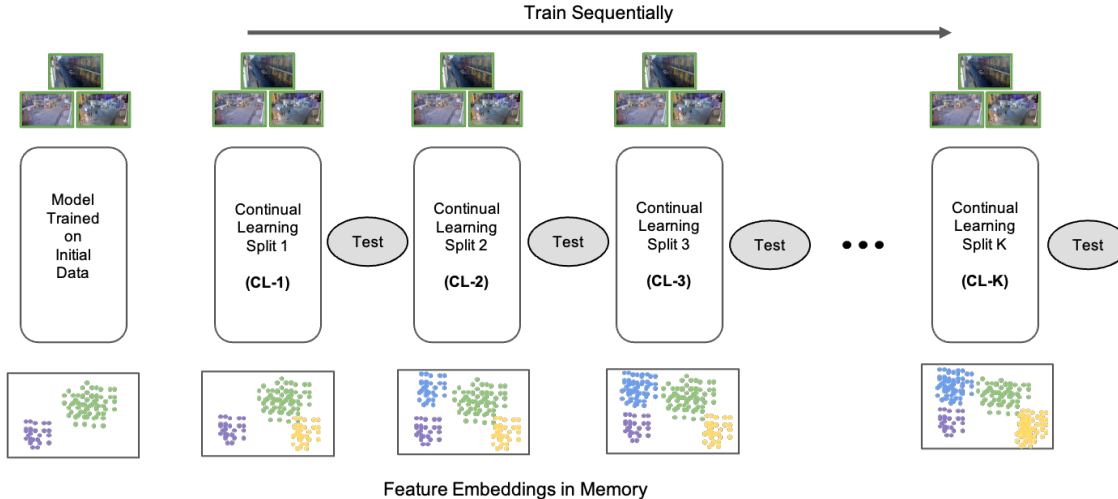 Train Sequentially
Model
Trained
on
Initial
Data
Continual
Learning
Split 1
(CL-1)
Test
Continual
Learning
Split 2
(CL-2)
Test
Continual
Learning
Split 3
(CL-3)
Test
Continual
Learning
Split K
(CL-K)
Test
Feature Embeddings in Memory